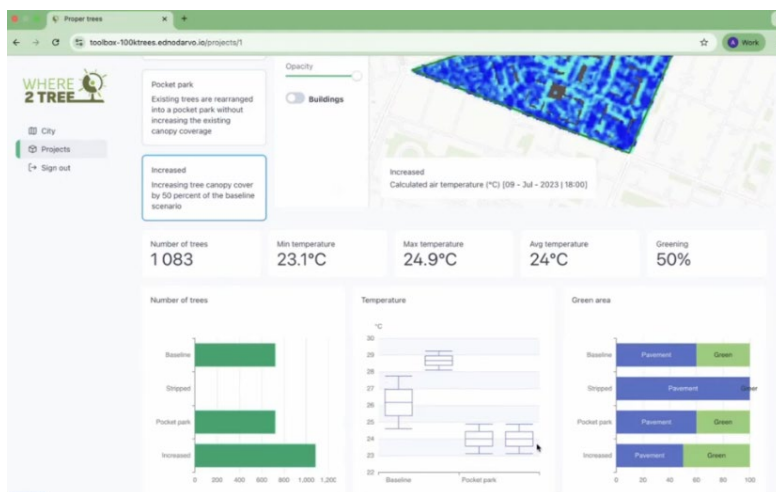 Proper trees
toolbox-100ktrees.ednodarvo.io/projects/1
A Work
WHERE
2 TREE
City
Projects
Sign out
Pocket park
Existing trees are rearranged
into a pocket park without
increasing the existing
canopy coverage
Increased
Increasing tree canopy cover
by 50 percent of the baseline
scenario
Opacity
Buildings
Increased
Calculated air temperature (°C) [09 - Jul - 2023 | 18:00]
Number of trees
1 083
Min temperature
23.1°C
Max temperature
24.9°C
Avg temperature
24°C
Greening
50%
Number of trees
Baseline
Stripped
Pocket park
Increased
0 200 400 600 800 1,000 1,200
Temperature
°C
30
29
28
27
26
25
24
23
22
Baseline Pocket park
Green area
Baseline Pavement Green
Stripped Pavement Green
Pocket park Pavement Green
Increased Pavement Green
0 20 40 60 80 100